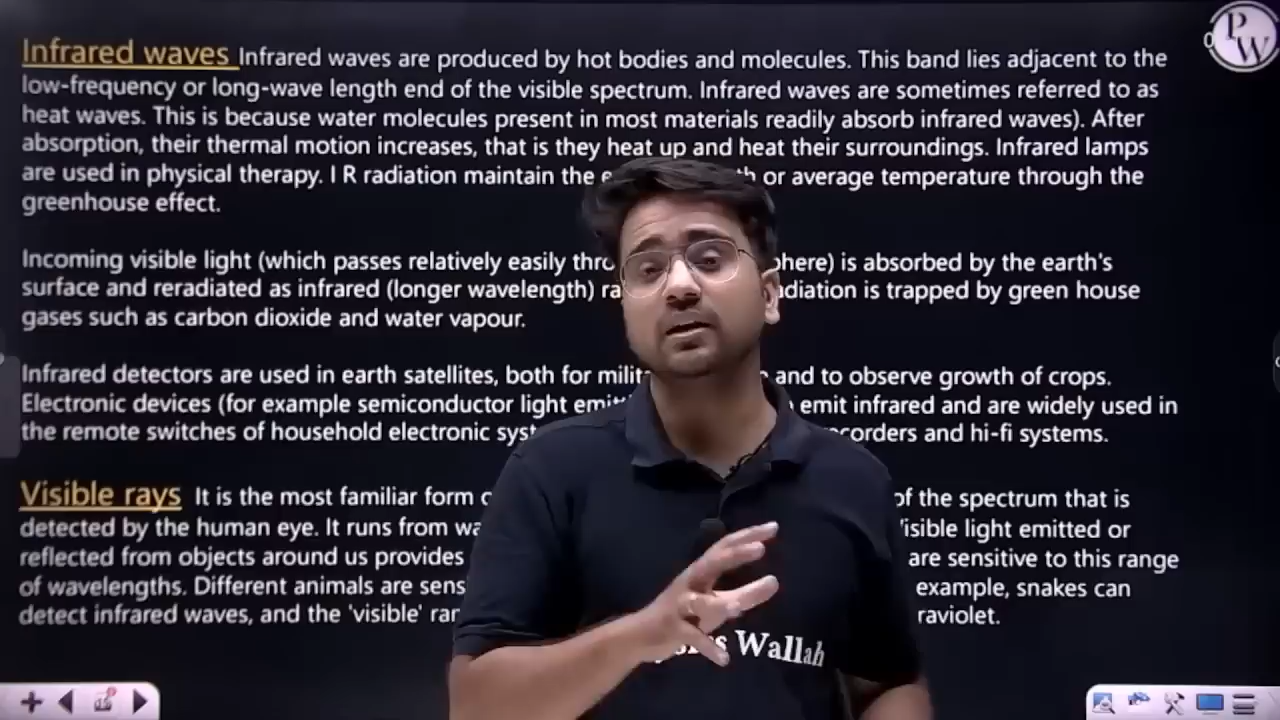 Infrared waves Infrared waves are produced by hot bodies and molecules. This band lies adjacent to the
low-frequency or long-wave length end of the visible spectrum. Infrared waves are sometimes referred to as
heat waves. This is because water molecules present in most materials readily absorb infrared waves). After
absorption, their thermal motion increases, that is they heat up and heat their surroundings. Infrared lamps
are used in physical therapy. I R radiation maintain the or average temperature through the
greenhouse effect.
Incoming visible light (which passes relatively easily is absorbed by the earth's
surface and reradiated as infrared (longer wavelength) is trapped by green house
gases such as carbon dioxide and water vapour.
Infrared detectors are used in earth satellites, both for and to observe growth of crops.
Electronic devices (for example semiconductor light emit infrared and are widely used in
the remote switches of household electronic and hi-fi systems.
Visible rays It is the most familiar form of the spectrum that is
detected by the human eye. It runs from light emitted or
reflected from objects around us provides are sensitive to this range
of wavelengths. Different animals are example, snakes can
detect infrared waves, and the 'visible'
Wallah
P
W